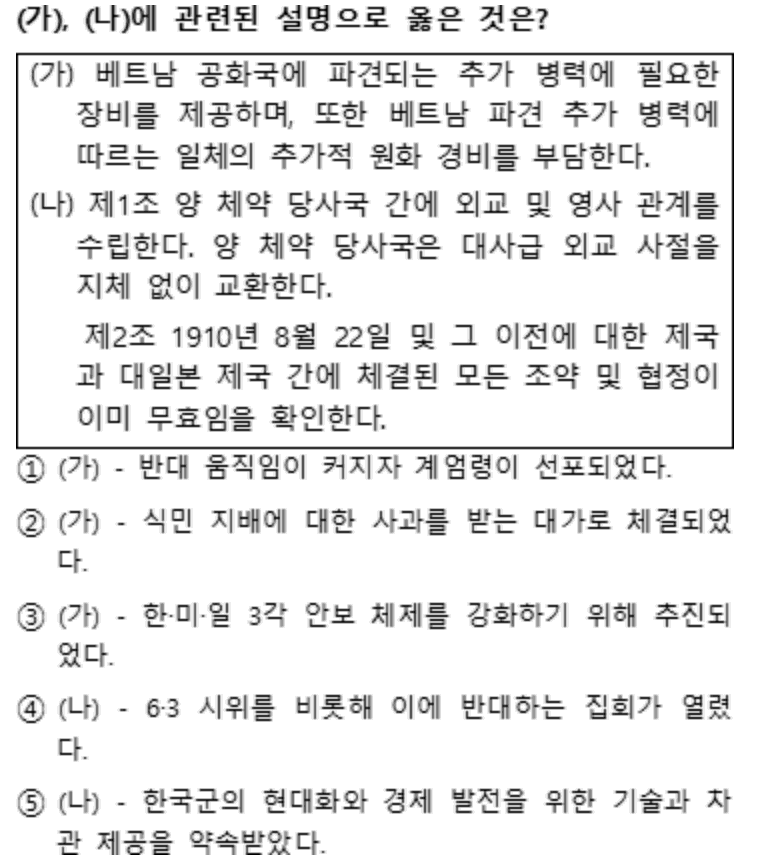 (가), (나)에 관련된 설명으로 옳은 것은?
(가) 베트남 공화국에 파견되는 추가 병력에 필요한
장비를 제공하며, 또한 베트남 파견 추가 병력에
따르는 일체의 추가적 원화 경비를 부담한다.
(나) 제1조 양 체약 당사국 간에 외교 및 영사 관계를
수립한다. 양 체약 당사국은 대사급 외교 사절을
지체 없이 교환한다.
제2조 1910년 8월 22일 및 그 이전에 대한 제국
과 대일본 제국 간에 체결된 모든 조약 및 협정이
이미 무효임을 확인한다.
① (가) - 반대 움직임이 커지자 계엄령이 선포되었다.
② (가) - 식민 지배에 대한 사과를 받는 대가로 체결되었
다.
③ (가) - 한·미·일 3각 안보 체제를 강화하기 위해 추진되
었다.
④ (나) - 6·3 시위를 비롯해 이에 반대하는 집회가 열렸
다.
⑤ (나) - 한국군의 현대화와 경제 발전을 위한 기술과 차
관 제공을 약속받았다.